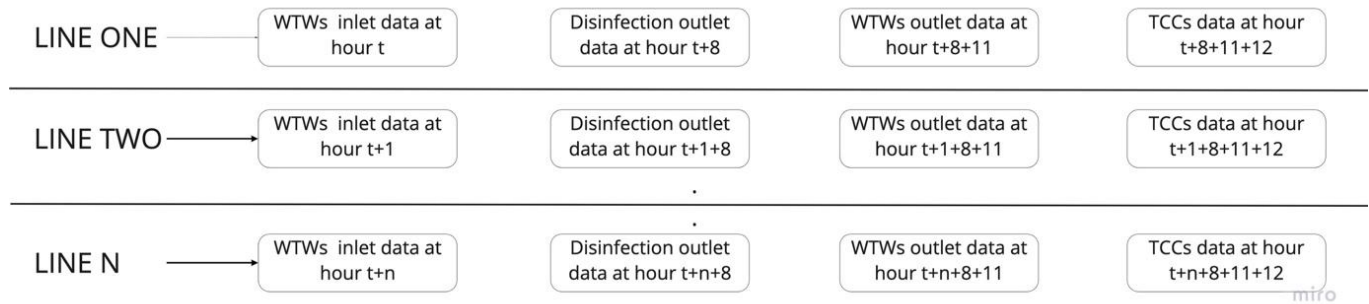 LINE ONE
WTWs inlet data at
hour t
Disinfection outlet
data at hour t+8
WTWs outlet data at
hour t+8+11
TCCs data at hour
t+8+11+12
LINE TWO
WTWs inlet data at
hour t+1
Disinfection outlet
data at hour t+1+8
WTWs outlet data at
hour t+1+8+11
TCCs data at hour
t+1+8+11+12
.
.
LINE N
WTWs inlet data at
hour t+n
Disinfection outlet
data at hour t+n+8
WTWs outlet data at
hour t+n+8+11
TCCs data at hour
t+n+8+11+12
miro